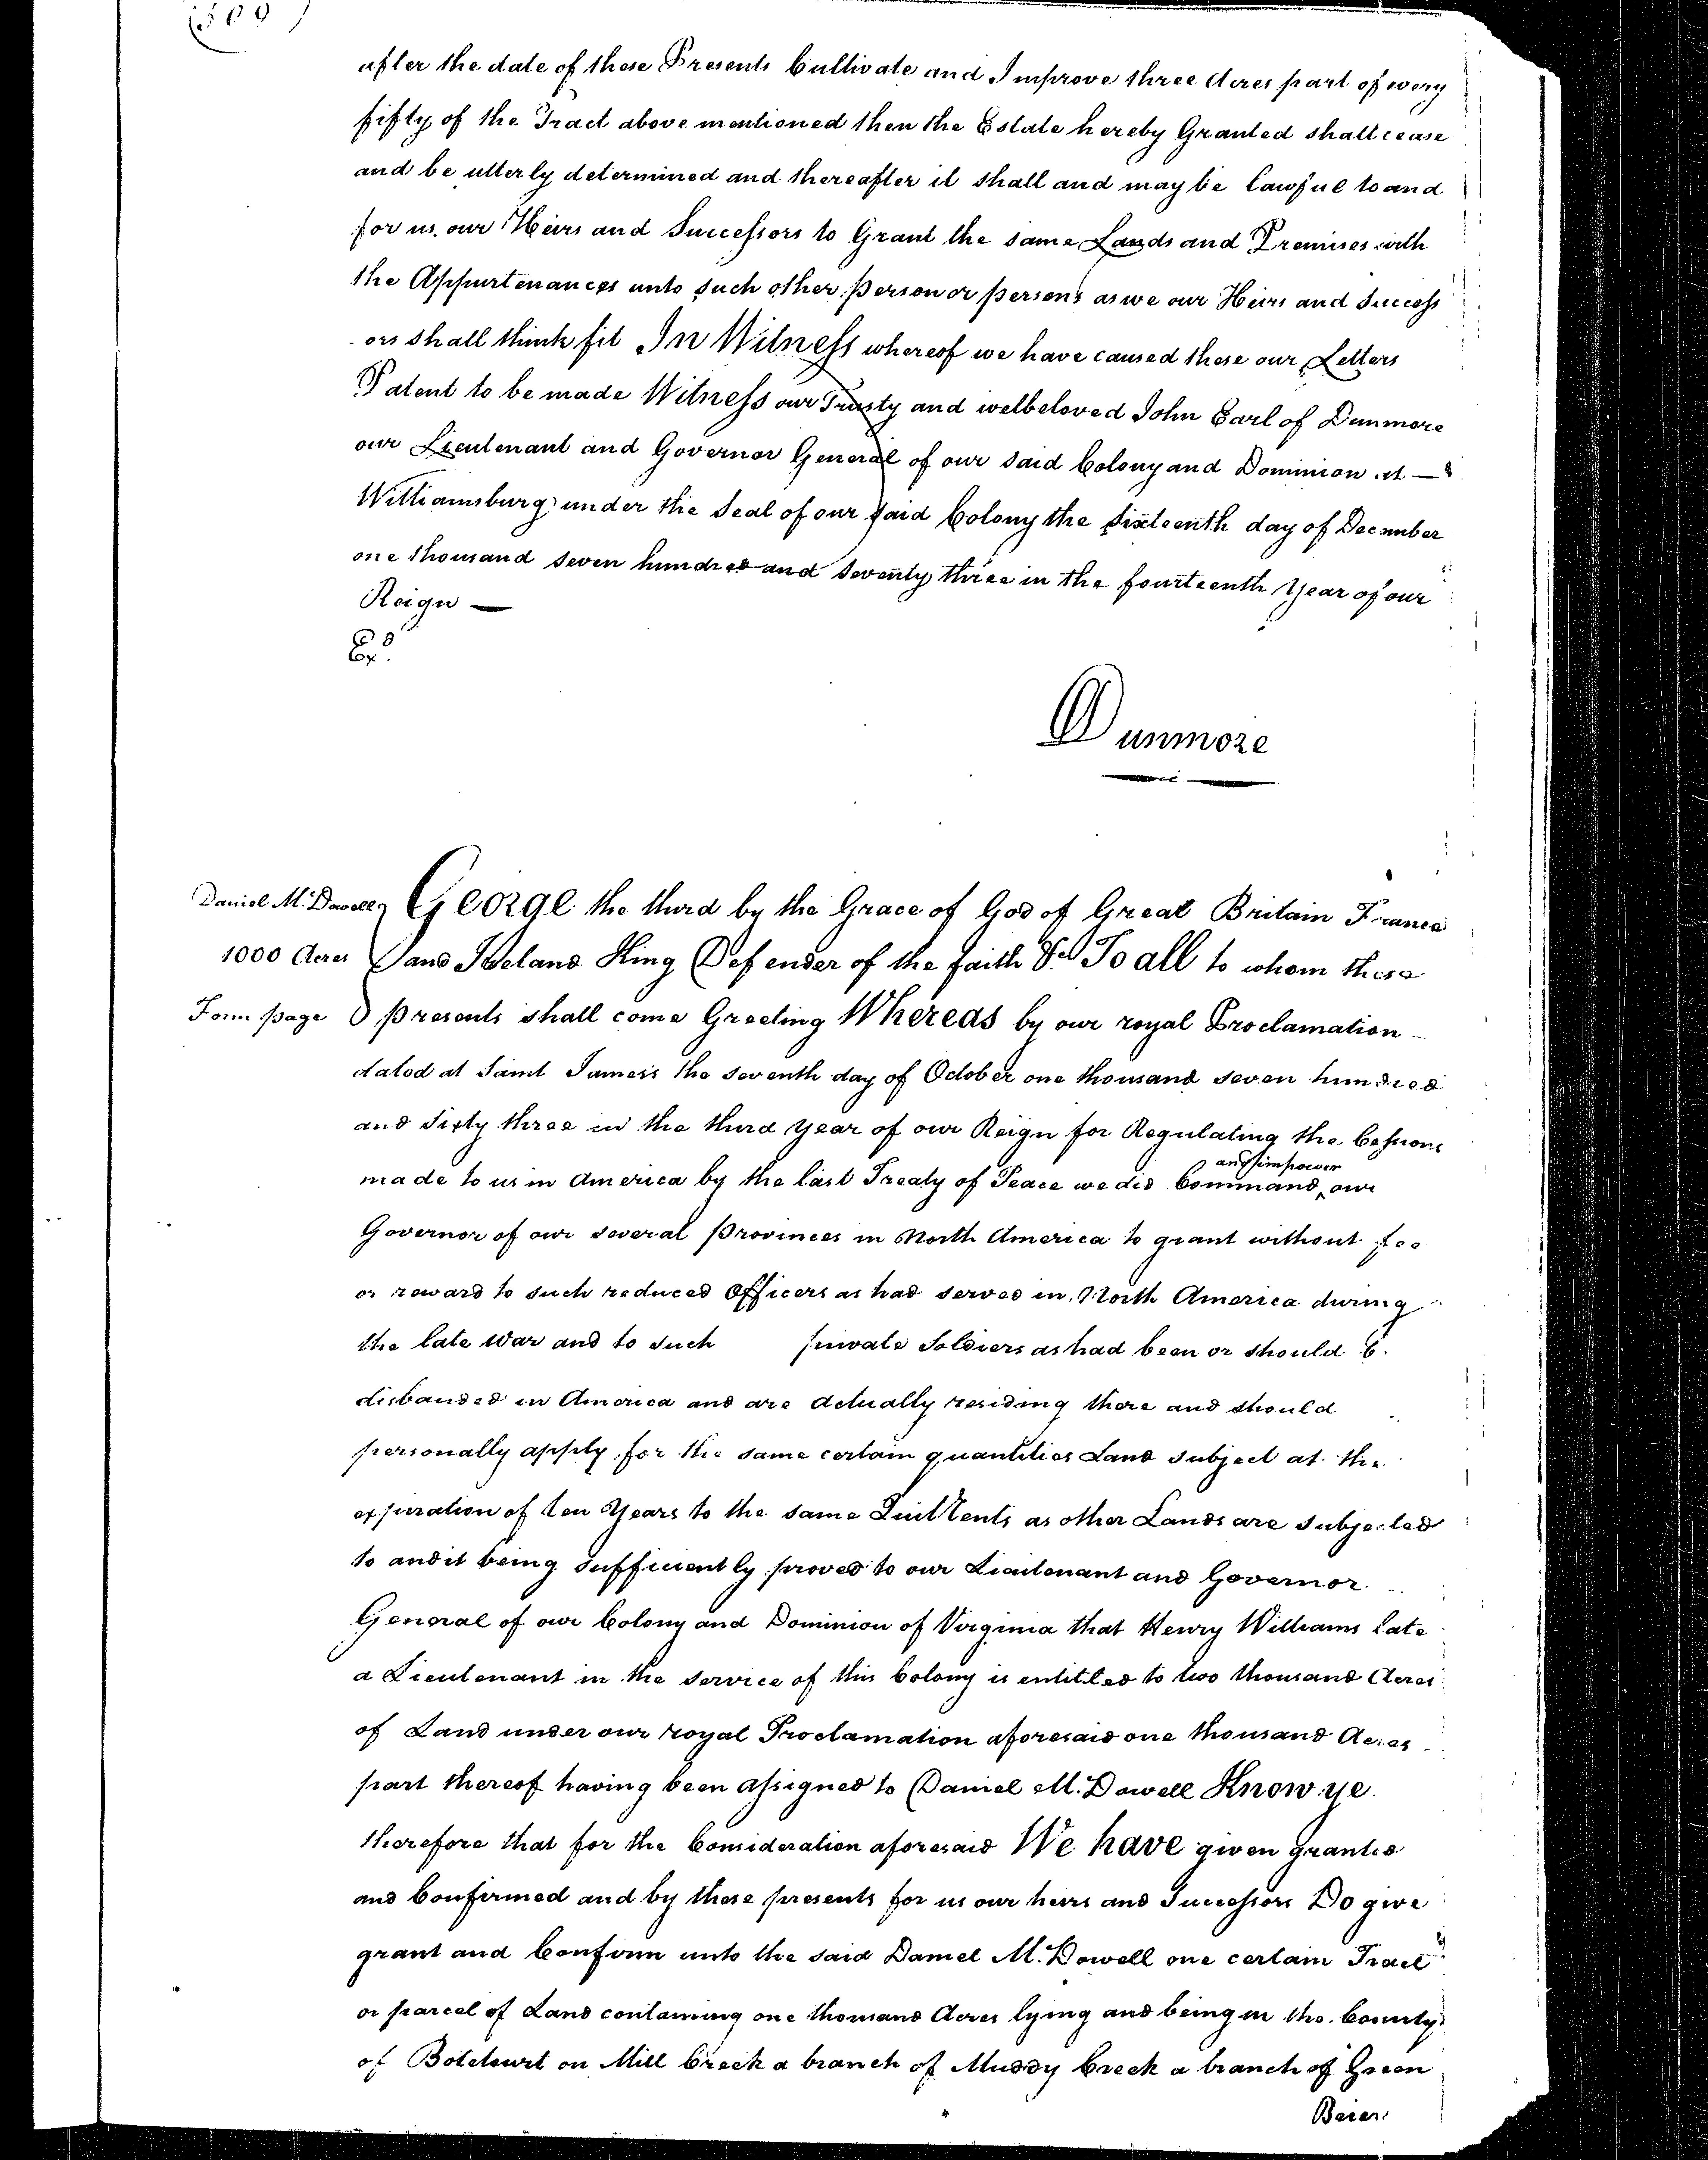 (509)
after the date of these Presents Cultivate and Improve three Acres part of every
fifty of the Tract above mentioned then the Estate hereby Granted shall cease
and be utterly determined and thereafter it shall and may be lawful to and
for us our Heirs and Successors to Grant the same Lands and Premises with
the Appurtenances unto such other person or persons as we our Heirs and Success
-ors shall think fit In Witness whereof we have caused these our Letters
Patent to be made Witness our Trusty and welbeloved John Earl of Dunmore
our Lieutenant and Governor General of our said Colony and Dominion at —
Williamsburg under the Seal of our said Colony the sixteenth day of December
one thousand seven hundred and seventy three in the fourteenth Year of our
Reign —
Exd.
Dunmore
Daniel Mc. Dowell George the third by the Grace of God of Great Britain France
1000 Acres and Ireland King Defender of the faith &c To all to whom these
Form page presents shall come Greeting Whereas by our royal Proclamation -
dated at Saint James's the seventh day of October one thousand seven hundred
and sixty three in the third Year of our Reign for Regulating the Cessions
and impower
made to us in America by the last Treaty of Peace we did Command ^ our
Governor of our several provinces in North America to grant without fee
or reward to such reduced Officers as had served in North America during
the late War and to such private Soldiers as had been or should b
disbanded in America and are actually residing there and should
personally apply for the same certain quantities Land subject at the
expiration of ten Years to the same Quit Rents as other Lands are subjected
to and it being sufficiently proved to our Lieutenant and Governor
General of our Colony and Dominion of Virginia that Henry Williams late
a Lieutenant in the service of this Colony is entitled to two thousand Acres
of Land under our royal Proclamation aforesaid one thousand Acres
part thereof having been assigned to Daniel M. Dowell Know ye
therefore that for the Consideration aforesaid We have given granted
and Confirmed and by these presents for us our heirs and Successors Do give
grant and Confirm unto the said Daniel M. Dowell one certain Tract
or parcel of Land containing one thousand Acres lying and being in the County
of Botetourt on Mill Creek a branch of Muddy Creek a branch of Green
Beier